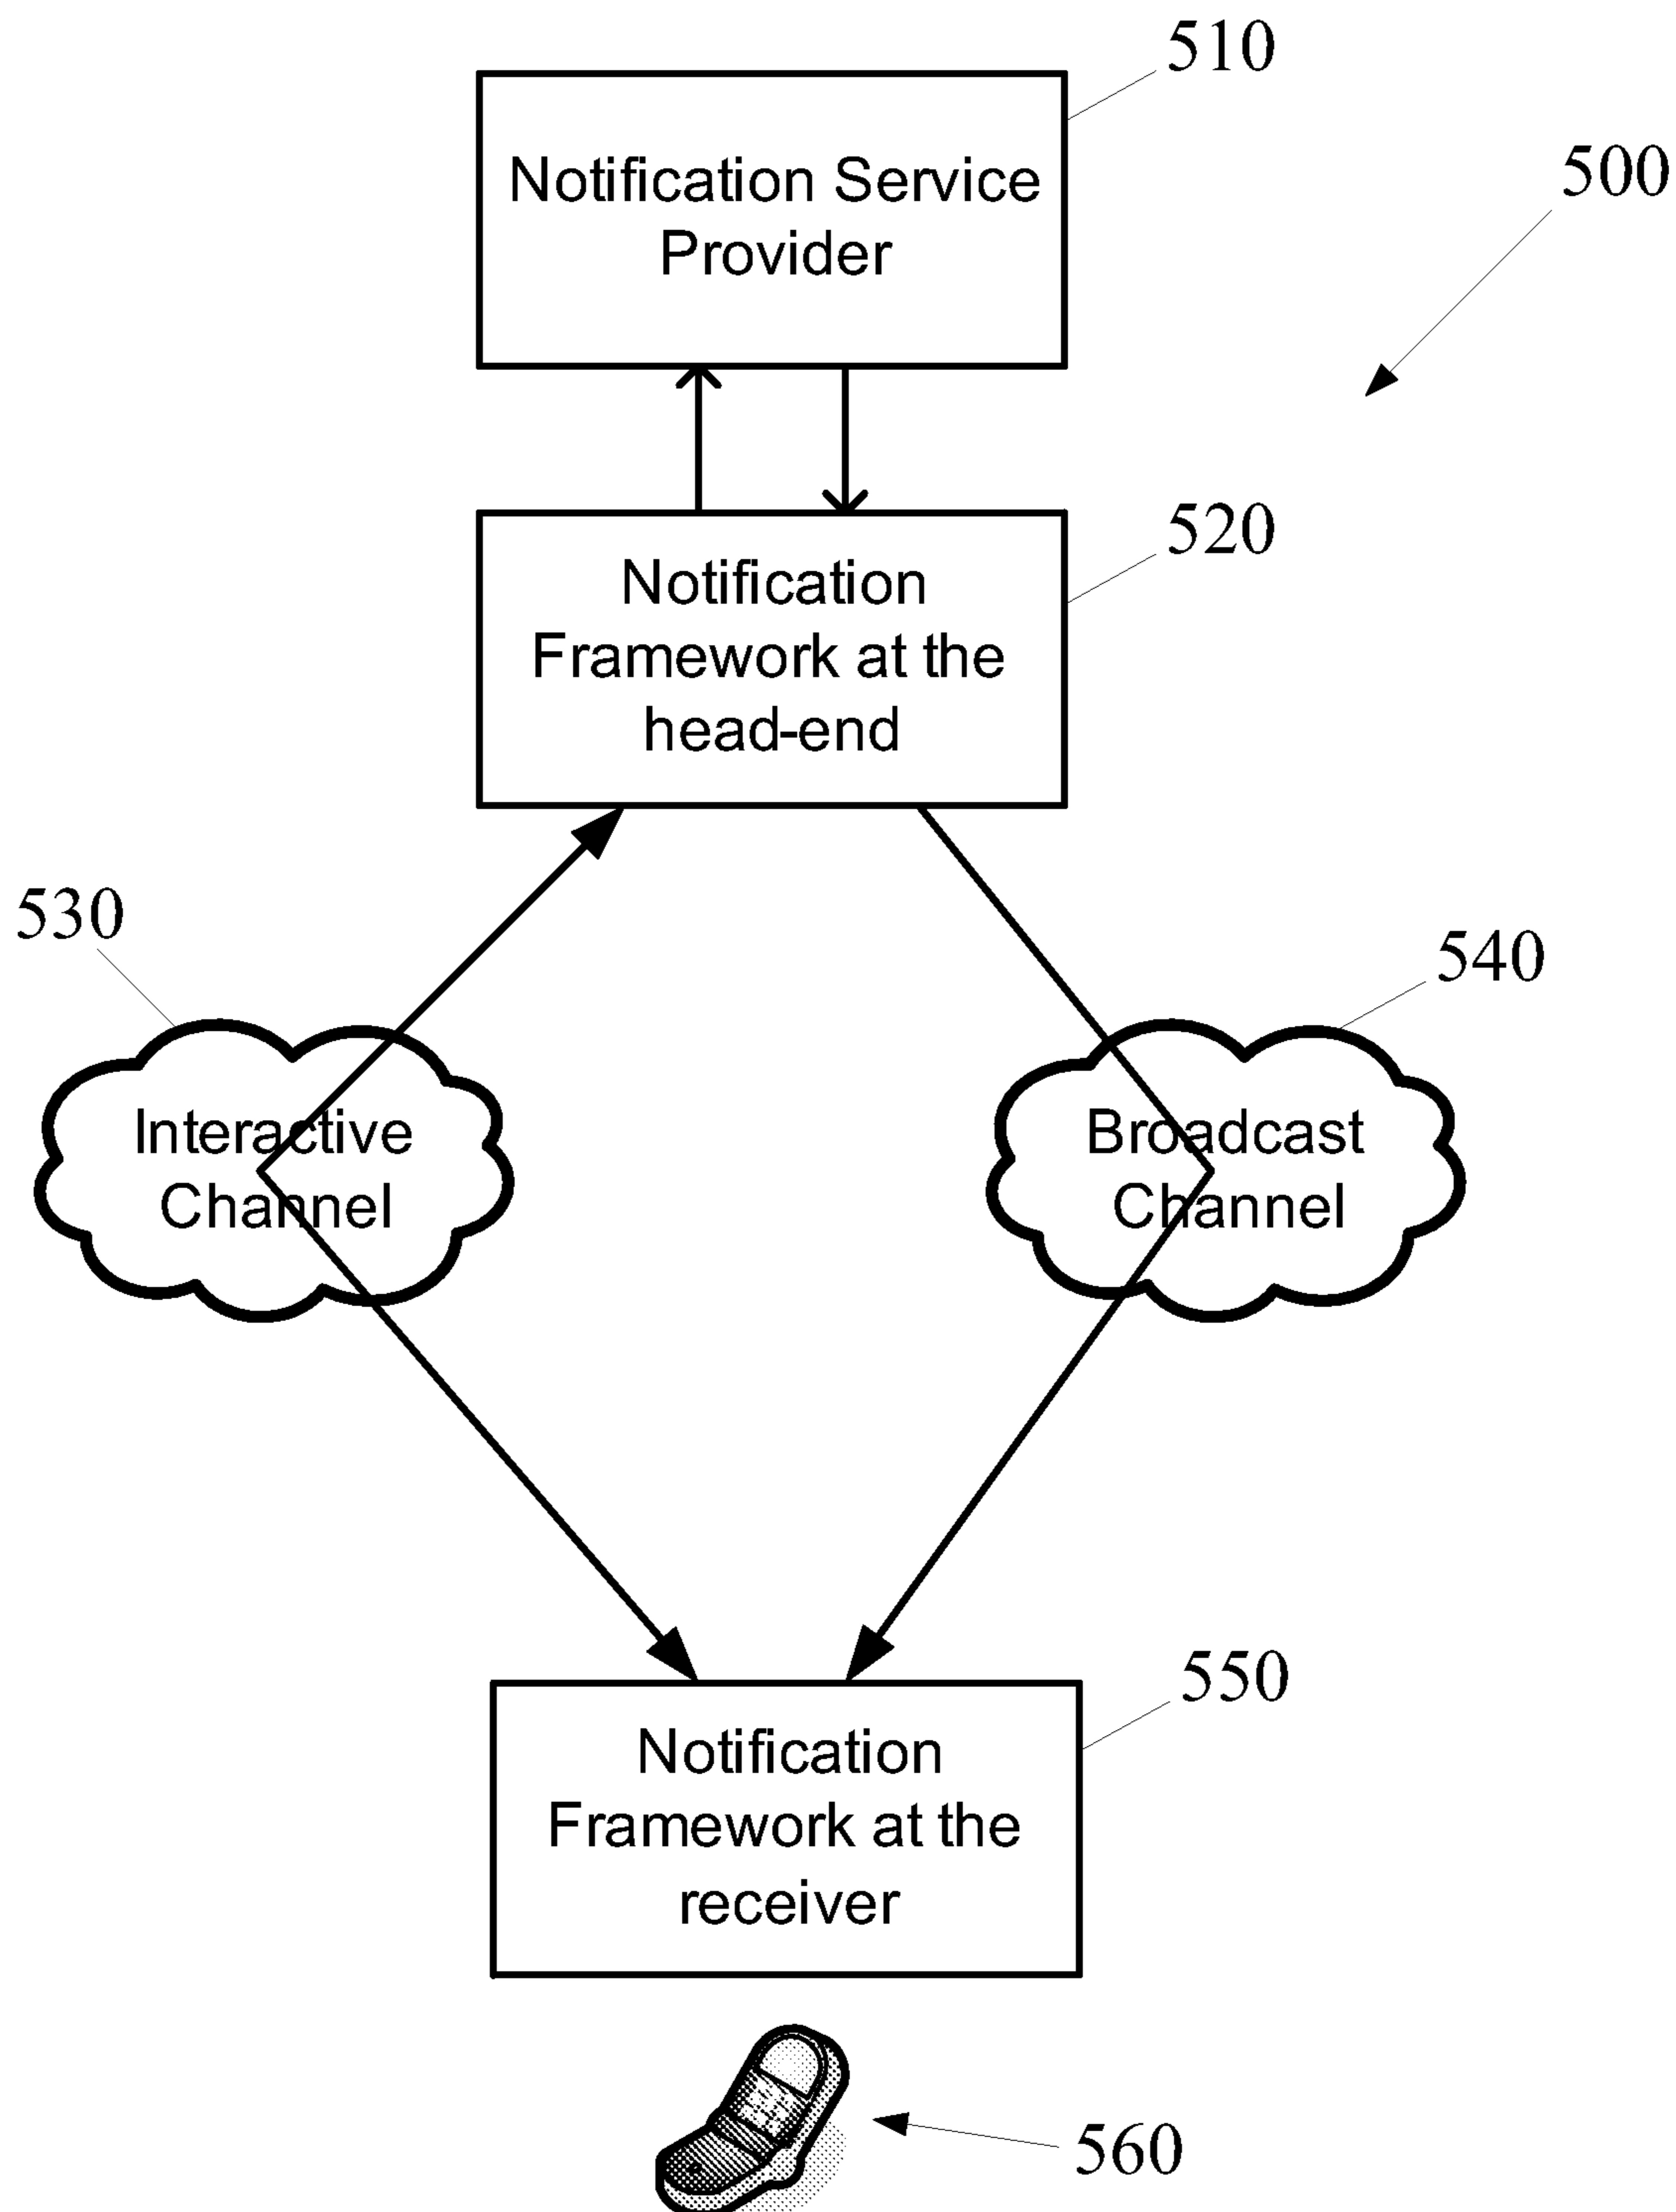 510
Notification Service
Provider
500
520
Notification
Framework at the
head-end
530
540
Interactive
Channel
Broadcast
Channel
550
Notification
Framework at the
receiver
560